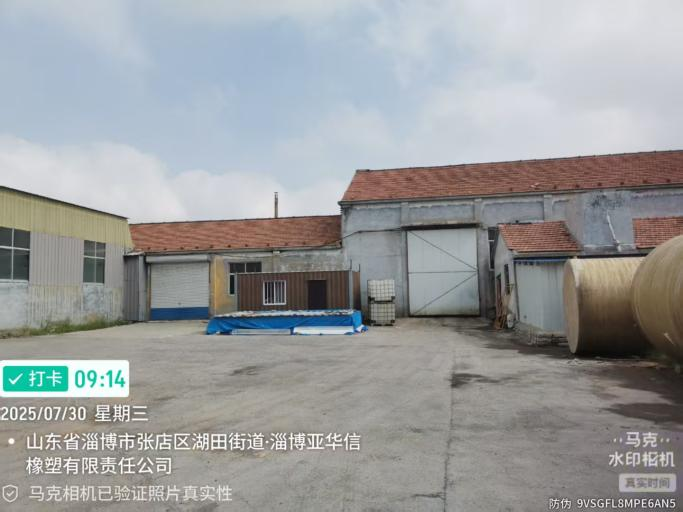 打卡 09:14
2025/07/30 星期三
山东省淄博市张店区湖田街道·淄博亚华信
橡塑有限责任公司
马克相机已验证照片真实性
马克
水印相机
真实时间
防伪 9VSGFL8MPE6AN5